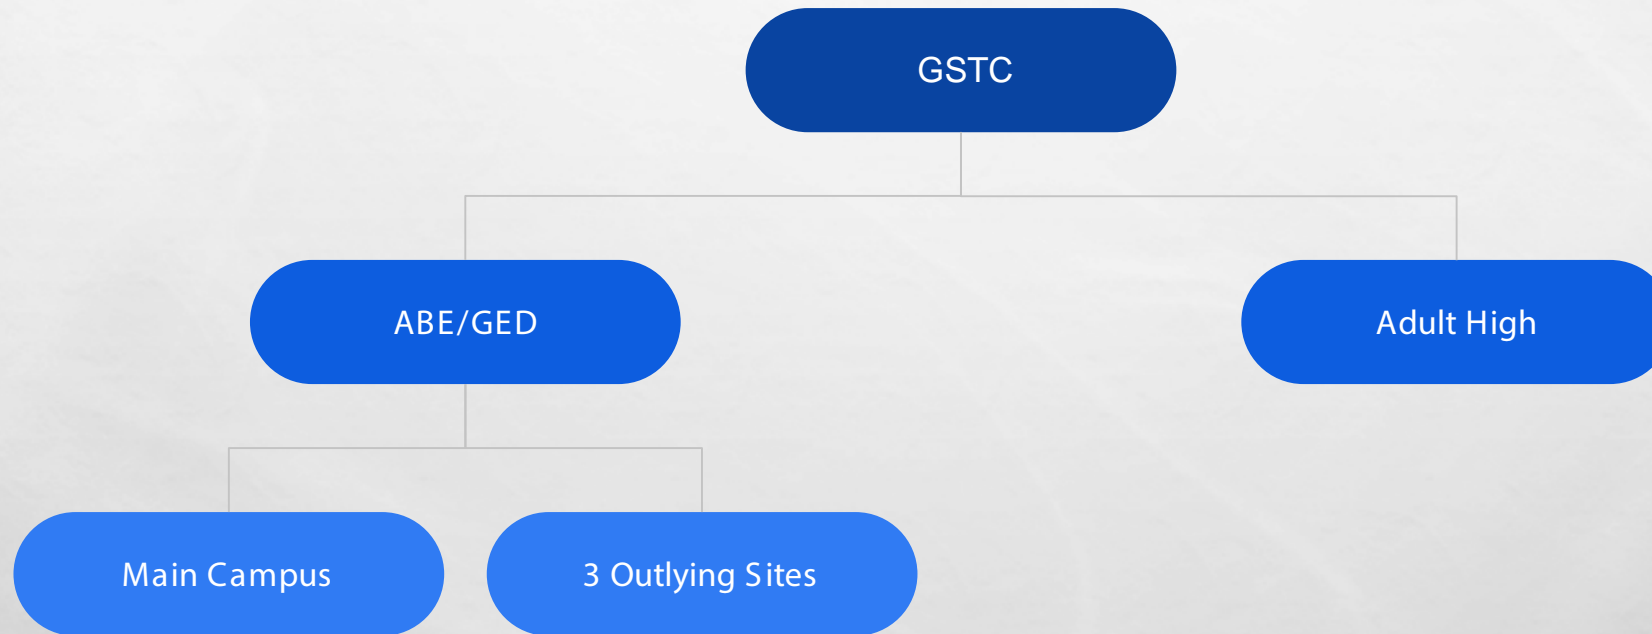 GSTC
ABE/GED
Adult High
Main Campus
3 Outlying Sites